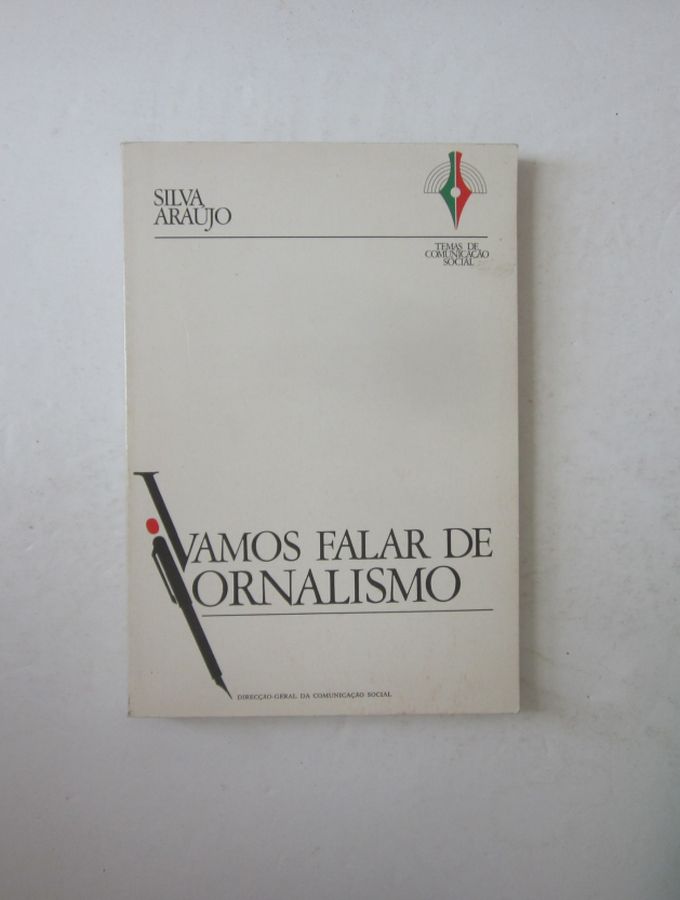 SILVA
ARAÚJO
TEMAS DE
COMUNICAÇÃO
SOCIAL
VAMOS FALAR DE
JORNALISMO
DIRECÇÃO-GERAL DA COMUNICAÇÃO SOCIAL